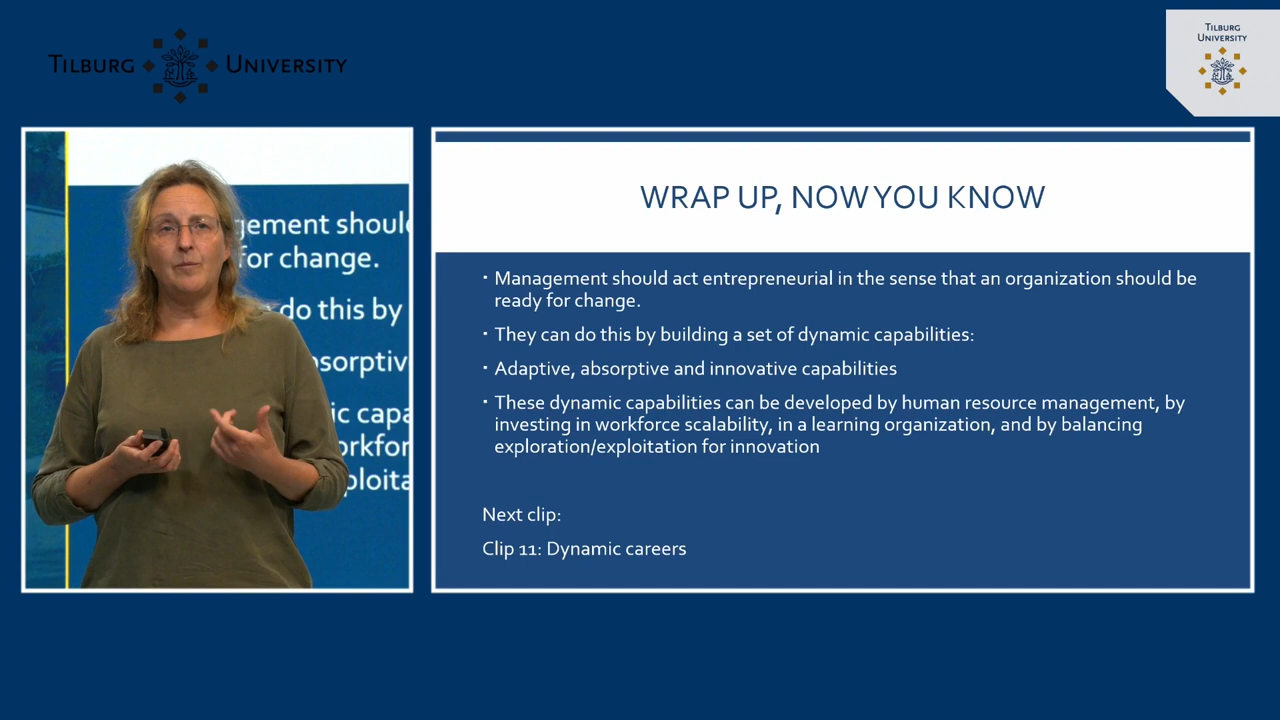 TILBURG UNIVERSITY
TILBURG
UNIVERSITY
gement should
for change.
do this by
sorptive
ic capa
orkfor
ploita
WRAP UP, NOW YOU KNOW
· Management should act entrepreneurial in the sense that an organization should be
ready for change.
· They can do this by building a set of dynamic capabilities:
· Adaptive, absorptive and innovative capabilities
· These dynamic capabilities can be developed by human resource management, by
investing in workforce scalability, in a learning organization, and by balancing
exploration/exploitation for innovation
Next clip:
Clip 11: Dynamic careers